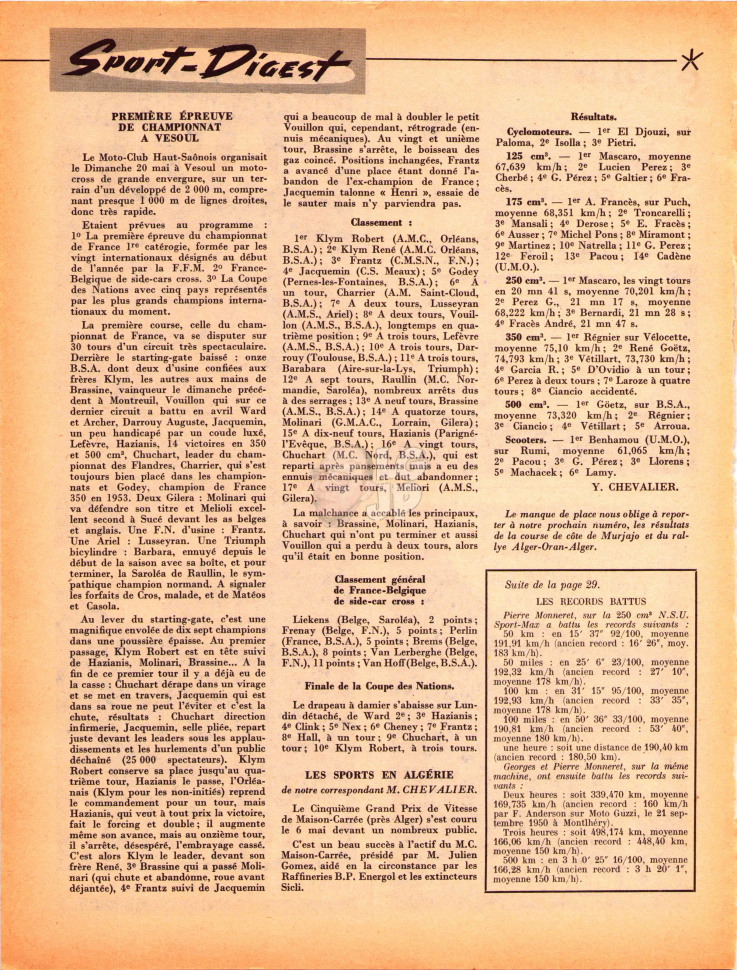 Sport-Digest
PREMIÈRE ÉPREUVE
DE CHAMPIONNAT
A VESOUL
Le Moto-Club Haut-Saônois organisait
le Dimanche 20 mai à Vesoul un moto-
cross de grande envergure, sur un ter-
rain d'un développé de 2 000 m, compre-
nant presque 1 000 m de lignes droites,
donc très rapide.
Etaient prévues au programme :
1º La première épreuve du championnat
de France 1re catérogie, formée par les
vingt internationaux désignés au début
de l'année par la F.F.M. 2º France-
Belgique de side-cars cross. 3º La Coupe
des Nations avec cinq pays représentés
par les plus grands champions interna-
tionaux du moment.
La première course, celle du cham-
pionnat de France, va se disputer sur
30 tours d'un circuit très spectaculaire.
Derrière le starting-gate baissé : onze
B.S.A. dont deux d'usine confiées aux
frères Klym, les autres aux mains de
Brassine, vainqueur le dimanche précé-
dent à Montreuil, Vouillon qui sur ce
dernier circuit a battu en avril Ward
et Archer, Darrouy Auguste, Jacquemin,
un peu handicapé par un coude luxé,
Lefèvre, Hazianis, 14 victoires en 350
et 500 cm³, Chuchart, leader du cham-
pionnat des Flandres, Charrier, qui s'est
toujours bien placé dans les champion-
nats et Godey, champion de France
350 en 1953. Deux Gilera : Molinari qui
va défendre son titre et Melioli excel-
lent second à Sucé devant les as belges
et anglais. Une F.N. d'usine : Frantz.
Une Ariel : Lusseyran. Une Triumph
bicylindre : Barbara, ennuyé depuis le
début de la saison avec sa boîte, et pour
terminer, la Saroléa de Raullin, le sym-
pathique champion normand. A signaler
les forfaits de Cros, malade, et de Matéos
et Casola.
Au lever du starting-gate, c'est une
magnifique envolée de dix sept champions
dans une poussière épaisse. Au premier
passage, Klym Robert est en tête suivi
de Hazianis, Molinari, Brassine... A la
fin de ce premier tour il y a déjà eu de
la casse : Chuchart dérape dans un virage
et se met en travers, Jacquemin qui est
dans sa roue ne peut l'éviter et c'est la
chute, résultats : Chuchart direction
infirmerie, Jacquemin, selle pliée, repart
juste devant les leaders sous les applau-
dissements et les hurlements d'un public
déchaîné (25 000 spectateurs). Klym
Robert conserve sa place jusqu'au qua-
trième tour, Hazianis le passe, l'Orléa-
nais (Klym pour les non-initiés) reprend
le commandement pour un tour, mais
Hazianis, qui veut à tout prix la victoire,
fait le forcing et double ; il augmente
même son avance, mais au onzième tour,
il s'arrête, désespéré, l'embrayage cassé.
C'est alors Klym le leader, devant son
frère René, 3e Brassine qui a passé Moli-
nari (qui chute et abandonne, roue avant
déjantée), 4e Frantz suivi de Jacquemin
qui a beaucoup de mal à doubler le petit
Vouillon qui, cependant, rétrograde (en-
nuis mécaniques). Au vingt et unième
tour, Brassine s'arrête, le boisseau des
gaz coincé. Positions inchangées, Frantz
a avancé d'une place étant donné l'a-
bandon de l'ex-champion de France ;
Jacquemin talonne « Henri », essaie de
le sauter mais n'y parviendra pas.
Classement :
1er Klym Robert (A.M.C., Orléans,
B.S.A.) ; 2e Klym René (A.M.C. Orléans,
B.S.A.) ; 3e Frantz (C.M.S.N., F.N.) ;
4e Jacquemin (C.S. Meaux) ; 5e Godey
(Pernes-les-Fontaines, B.S.A.) ; 6e A
un tour, Charrier (A.M. Saint-Cloud,
B.S.A.) ; 7e A deux tours, Lusseyran
(A.M.S., Ariel) ; 8e A deux tours, Vouil-
lon (A.M.S., B.S.A.), longtemps en qua-
trième position ; 9e A trois tours, Lefèvre
(A.M.S., B.S.A.) ; 10e A trois tours, Dar-
rouy (Toulouse, B.S.A.) ; 11e A trois tours,
Barabara (Aire-sur-la-Lys, Triumph) ;
12e A sept tours, Raullin (M.C. Nor-
mandie, Saroléa), nombreux arrêts dus
à des serrages ; 13e A neuf tours, Brassine
(A.M.S., B.S.A.) ; 14e A quatorze tours,
Molinari (G.M.A.C., Lorrain, Gilera) ;
15e A dix-neuf tours, Hazianis (Parigné-
l'Evêque, B.S.A.) ; 16e A vingt tours,
Chuchart (M.C. Nord, B.S.A.), qui est
reparti après pansements mais a eu des
ennuis mécaniques et dut abandonner ;
17e A vingt tours, Meliori (A.M.S.,
Gilera).
La malchance a accablé les principaux,
à savoir : Brassine, Molinari, Hazianis,
Chuchart qui n'ont pu terminer et aussi
Vouillon qui a perdu à deux tours, alors
qu'il était en bonne position.
Classement général
de France-Belgique
de side-car cross :
Liekens (Belge, Saroléa), 2 points ;
Frenay (Belge, F.N.), 5 points ; Perlin
(France, B.S.A.), 5 points ; Brems (Belge,
B.S.A.), 8 points ; Van Lerberghe (Belge,
F.N.), 11 points ; Van Hoff (Belge, B.S.A.).
Finale de la Coupe des Nations.
Le drapeau à damier s'abaisse sur Lun-
din détaché, de Ward 2e ; 3e Hazianis ;
4e Clink ; 5e Nex ; 6e Cheney ; 7e Frantz ;
8e Hall, à un tour ; 9e Chuchart, à un
tour ; 10e Klym Robert, à trois tours.
LES SPORTS EN ALGÉRIE
de notre correspondant M. CHEVALIER.
Le Cinquième Grand Prix de Vitesse
de Maison-Carrée (près Alger) s'est couru
le 6 mai devant un nombreux public.
C'est un beau succès à l'actif du M.C.
Maison-Carrée, présidé par M. Julien
Gomez, aidé en la circonstance par les
Raffineries B.P. Energol et les extincteurs
Sicli.
Résultats.
Cyclomoteurs. — 1er El Djouzi, sur
Paloma, 2e Isolla ; 3e Pietri.
125 cm³. — 1er Mascaro, moyenne
67,639 km/h ; 2e Lucien Perez ; 3e
Cherbé ; 4e G. Pérez ; 5e Galtier ; 6e Fra-
cès.
175 cm³. — 1er A. Francès, sur Puch,
moyenne 68,351 km/h ; 2e Troncarelli ;
3e Mansali ; 4e Derose ; 5e E. Fracès ;
6e Ausser ; 7e Michel Pons ; 8e Miramont ;
9e Martinez ; 10e Natrella ; 11e G. Perez ;
12e Feroil ; 13e Pacou ; 14e Cadène
(U.M.O.).
250 cm³. — 1er Mascaro, les vingt tours
en 20 mn 41 s, moyenne 70,201 km/h ;
2e Perez G., 21 mn 17 s, moyenne
68,222 km/h ; 3e Bernardi, 21 mn 28 s ;
4e Fracès André, 21 mn 47 s.
350 cm³. — 1er Régnier sur Vélocette,
moyenne 75,10 km/h ; 2e René Goëtz,
74,793 km/h ; 3e Vétillart, 73,730 km/h ;
4e Garcia R. ; 5e D'Ovidio à un tour ;
6e Perez à deux tours ; 7e Laroze à quatre
tours ; 8e Ciancio accidenté.
500 cm³. — 1er Göetz, sur B.S.A.,
moyenne 73,320 km/h ; 2e Régnier ;
3e Ciancio ; 4e Vétillart ; 5e Arroua.
Scooters. — 1er Benhamou (U.M.O.),
sur Rumi, moyenne 61,065 km/h ;
2e Pacou ; 3e G. Pérez ; 3e Llorens ;
5e Machacek ; 6e Lamy.
Y. CHEVALIER.
Le manque de place nous oblige à repor-
ter à notre prochain numéro, les résultats
de la course de côte de Murjajo et du ral-
lye Alger-Oran-Alger.
Suite de la page 29.
LES RECORDS BATTUS
Pierre Monneret, sur la 250 cm³ N.S.U.
Sport-Max a battu les records suivants :
50 km : en 15' 37" 92/100, moyenne
191,91 km/h (ancien record : 16' 26", moy.
183 km/h).
50 miles : en 25' 6" 23/100, moyenne
192,32 km/h (ancien record : 27' 10",
moyenne 178 km/h).
100 km : en 31' 15" 95/100, moyenne
192,93 km/h (ancien record : 33' 35",
moyenne 178 km/h).
100 miles : en 50' 36" 33/100, moyenne
190,81 km/h (ancien record : 53' 40",
moyenne 180 km/h).
une heure : soit une distance de 190,40 km
(ancien record : 180,50 km).
Georges et Pierre Monneret, sur la même
machine, ont ensuite battu les records sui-
vants :
Deux heures : soit 339,470 km, moyenne
169,735 km/h (ancien record : 160 km/h
par F. Anderson sur Moto Guzzi, le 21 sep-
tembre 1950 à Montlhéry).
Trois heures : soit 498,174 km, moyenne
166,06 km/h (ancien record : 448,40 km,
moyenne 150 km/h).
500 km : en 3 h 0' 25" 16/100, moyenne
166,28 km/h (ancien record : 3 h 20' 1",
moyenne 150 km/h).